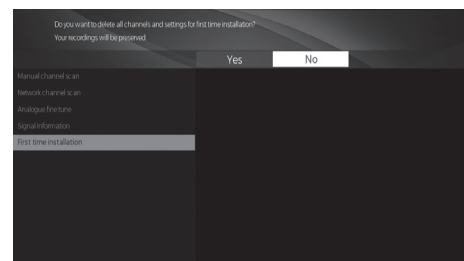 Do you want to delete all channels and settings for first time installation?
Your recordings will be preserved
Yes No
Manual channel scan
Network channel scan
Analogue fine tune
Signal Information
First time installation